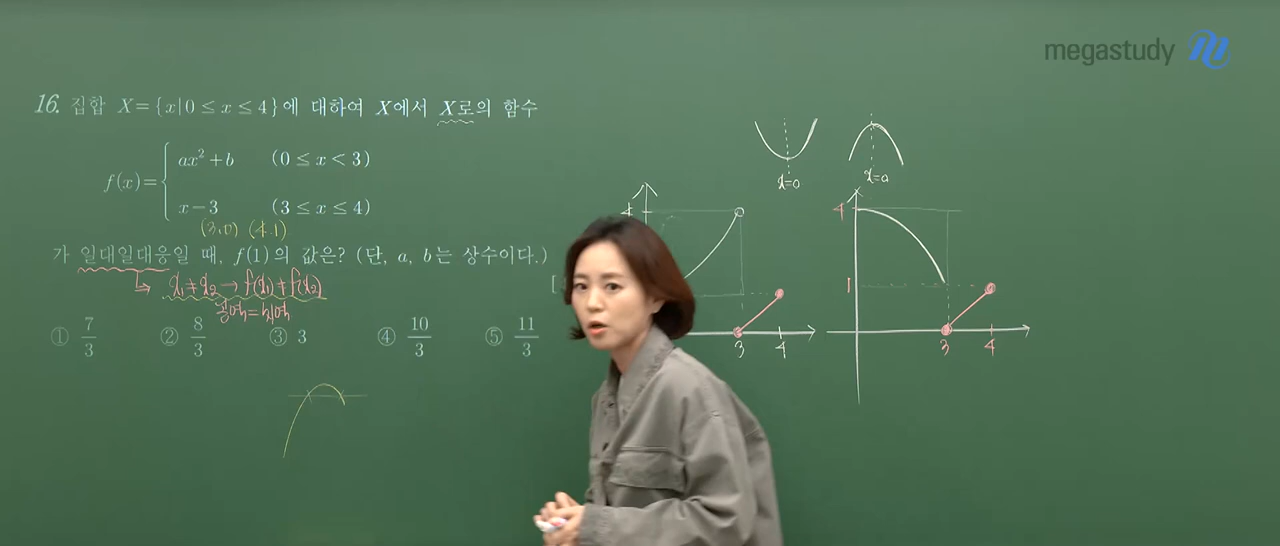 megastudy
16. 집합 X={x|0≤x≤4}에 대하여 X에서 X로의 함수
f(x)={
ax²+b (0≤x<3)
x-3 (3≤x≤4)
(3,0) (4,1)
가 일대일대응일 때, f(1)의 값은? (단, a, b는 상수이다.)
⇒ x₁≠x₂→f(x₁)≠f(x₂)
공역=치역
① 7/3 ② 8/3 ③ 3 ④ 10/3 ⑤ 11/3
x=0
x=0
4
3 4
4
1
3 4